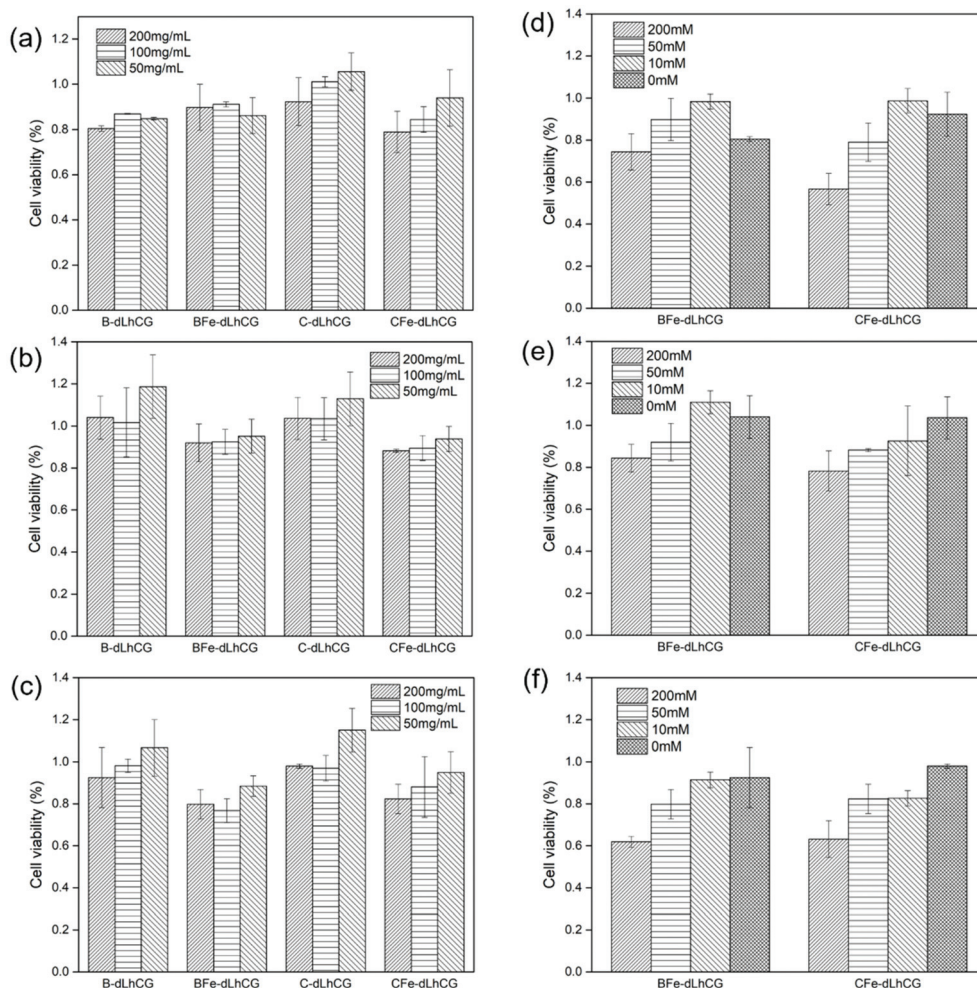 (a)
200mg/mL
100mg/mL
50mg/mL
Cell viability (%)
1.2
1.0
0.8
0.6
0.4
0.2
0.0
B-dLhCG BFe-dLhCG C-dLhCG CFe-dLhCG
(b)
200mg/mL
100mg/mL
50mg/mL
Cell viability (%)
1.4
1.2
1.0
0.8
0.6
0.4
0.2
0.0
B-dLhCG BFe-dLhCG C-dLhCG CFe-dLhCG
(c)
200mg/mL
100mg/mL
50mg/mL
Cell viability (%)
1.4
1.2
1.0
0.8
0.6
0.4
0.2
0.0
B-dLhCG BFe-dLhCG C-dLhCG CFe-dLhCG
(d)
200mM
50mM
10mM
0mM
Cell viability (%)
1.4
1.2
1.0
0.8
0.6
0.4
0.2
0.0
BFe-dLhCG CFe-dLhCG
(e)
200mM
50mM
10mM
0mM
Cell viability (%)
1.4
1.2
1.0
0.8
0.6
0.4
0.2
0.0
BFe-dLhCG CFe-dLhCG
(f)
200mM
50mM
10mM
0mM
Cell viability (%)
1.4
1.2
1.0
0.8
0.6
0.4
0.2
0.0
BFe-dLhCG CFe-dLhCG